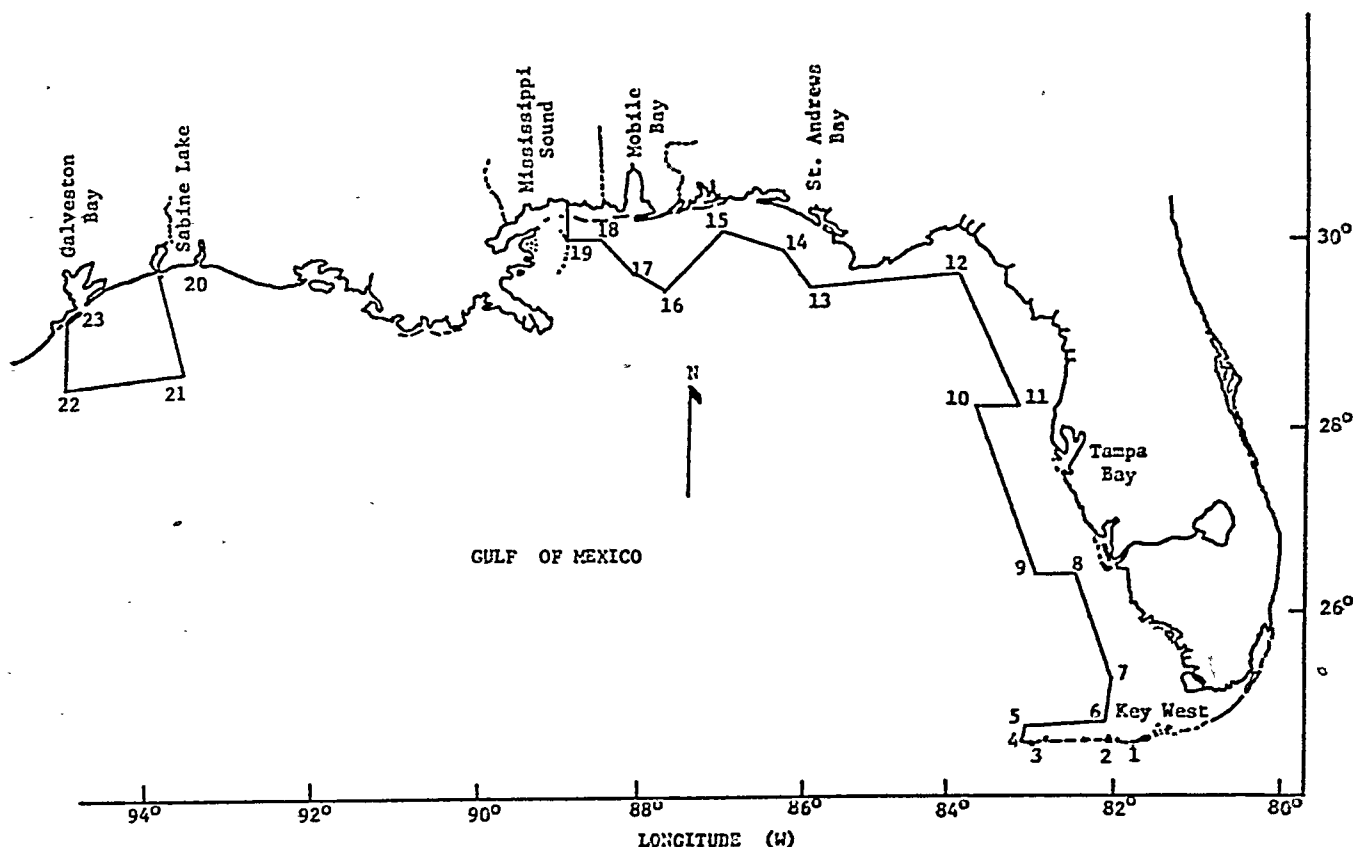 Galveston
Bay
Sabine Lake
Mississippi
Sound
Mobile
Bay
St. Andrews
Bay
30°
28°
26°
23
20
22
21
19
18
17
16
15
14
13
12
11
10
9
8
7
6
5
4
3
2
1
N
Tampa
Bay
GULF OF MEXICO
Key West
94°
92°
90°
88°
86°
84°
82°
80°
LONGITUDE (W)